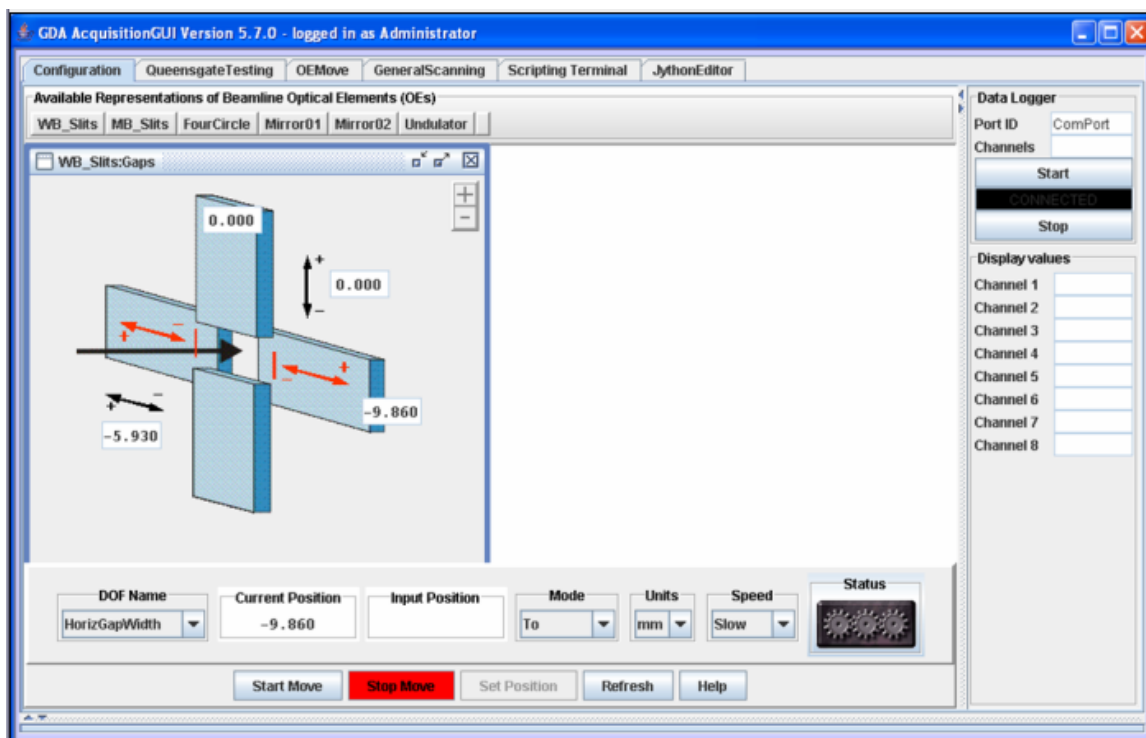 GDA AcquisitionGUI Version 5.7.0 - logged in as Administrator
Configuration QueensgateTesting OEMove GeneralScanning Scripting Terminal JythonEditor
Available Representations of Beamline Optical Elements (OEs)
WB_Slits MB_Slits FourCircle Mirror01 Mirror02 Undulator
WB_Slits:Gaps
+
−
0.000
+
0.000
−
− +
− +
-9.860
+ −
-5.930
DOF Name
HorizGapWidth
Current Position
-9.860
Input Position
Mode
To
Units
mm
Speed
Slow
Status
Start Move Stop Move Set Position Refresh Help
Data Logger
Port ID ComPort
Channels
Start
CONNECTED
Stop
Display values
Channel 1
Channel 2
Channel 3
Channel 4
Channel 5
Channel 6
Channel 7
Channel 8